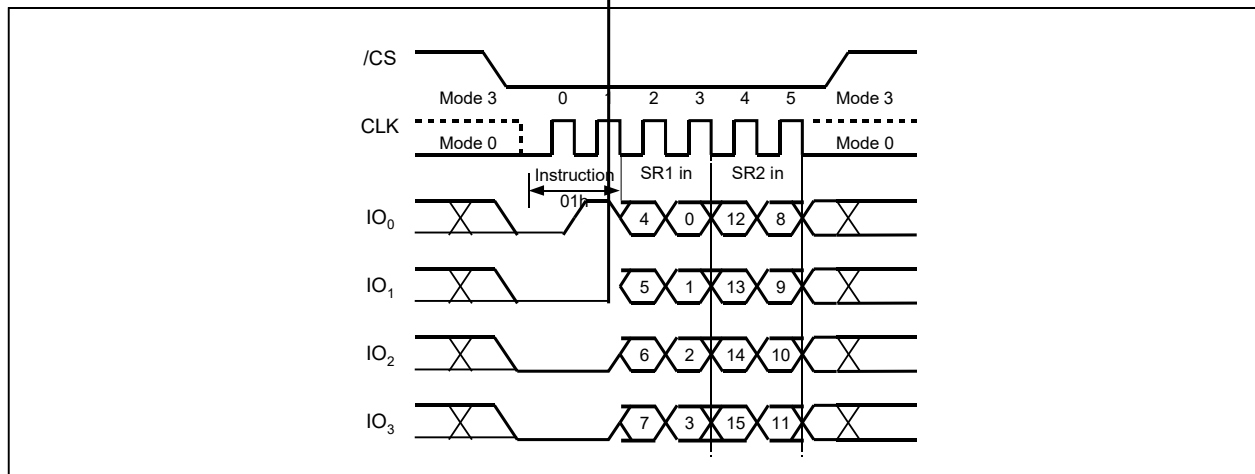 /CS
Mode 3 0 1 2 3 4 5 Mode 3
CLK
Mode 0 Mode 0
Instruction SR1 in SR2 in
01h
IO0 4 0 12 8
IO1 5 1 13 9
IO2 6 2 14 10
IO3 7 3 15 11